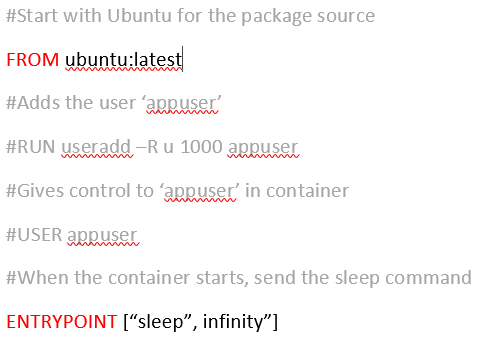 #Start with Ubuntu for the package source
FROM ubuntu:latest
#Adds the user ‘appuser’
#RUN useradd –R u 1000 appuser
#Gives control to ‘appuser’ in container
#USER appuser
#When the container starts, send the sleep command
ENTRYPOINT [“sleep”, infinity”]